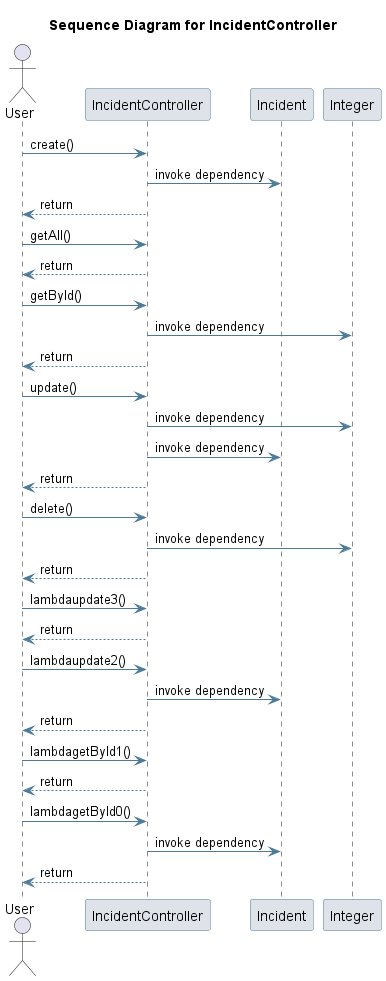 Sequence Diagram for IncidentController
User
IncidentController Incident Integer
create()
invoke dependency
return
getAll()
return
getById()
invoke dependency
return
update()
invoke dependency
invoke dependency
return
delete()
invoke dependency
return
lambdaupdate3()
return
lambdaupdate2()
invoke dependency
return
lambdagetById1()
return
lambdagetById0()
invoke dependency
return
User
IncidentController Incident Integer